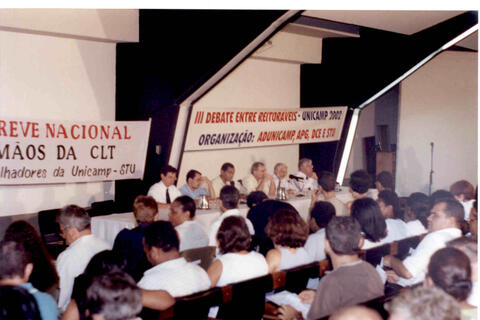 REVE NACIONAL
MÃOS DA CLT
lhadores da Unicamp - STU
III DEBATE ENTRE REITORÁVEIS - UNICAMP 2002
ORGANIZAÇÃO: ADUNICAMP, APG, DCE E STU